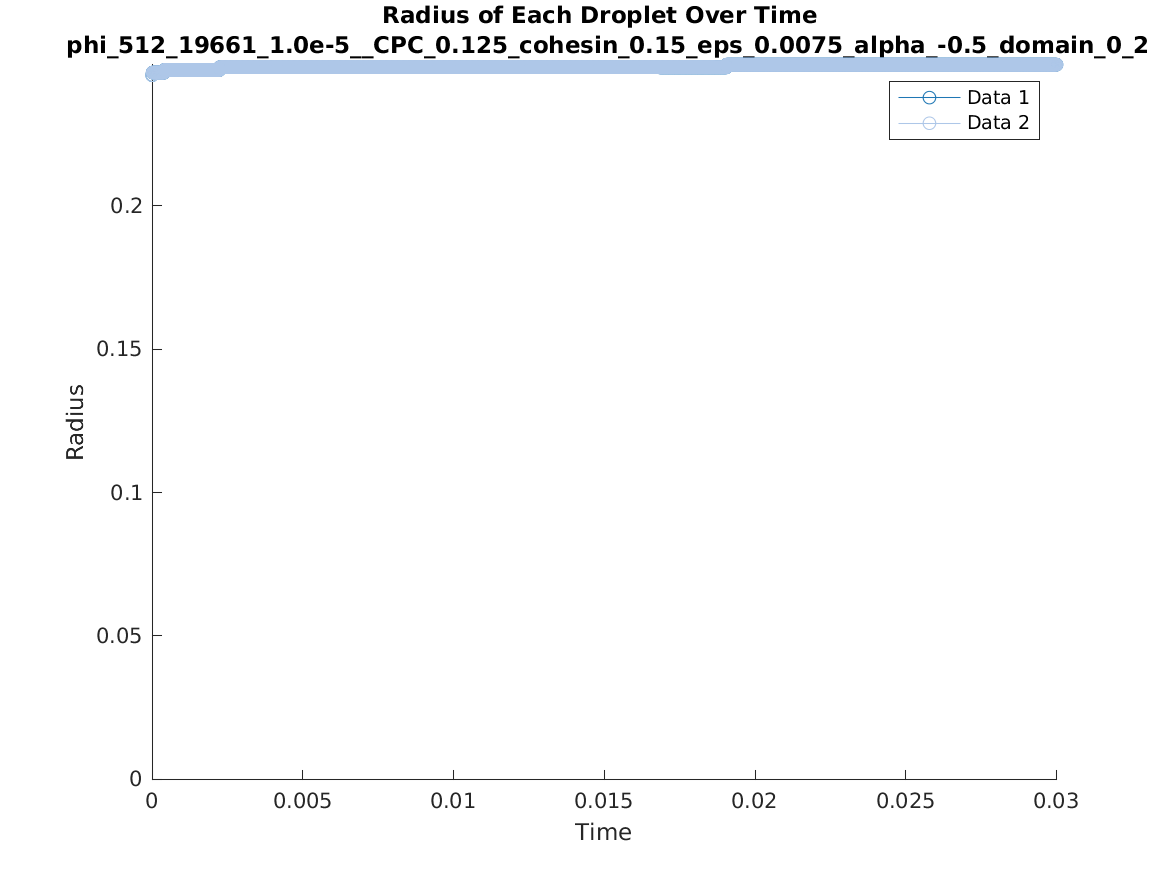 Radius of Each Droplet Over Time
phi_512_19661_1.0e-5__CPC_0.125_cohesin_0.15_eps_0.0075_alpha_-0.5_domain_0_2
Data 1
Data 2
0.2
0.15
0.1
0.05
0
Radius
0
0.005
0.01
0.015
0.02
0.025
0.03
Time